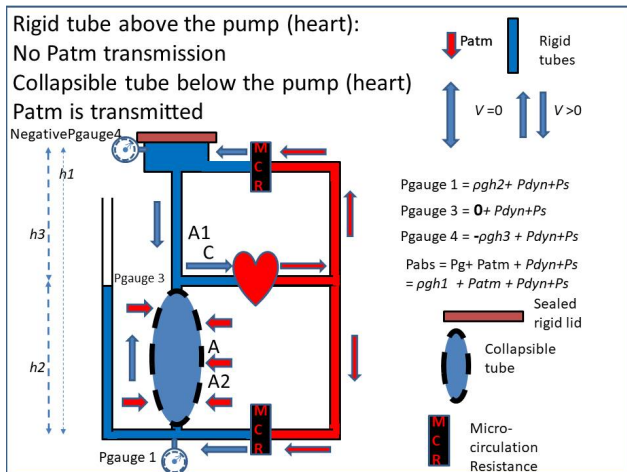 Rigid tube above the pump (heart):
No Patm transmission
Collapsible tube below the pump (heart)
Patm is transmitted
NegativePgauge4
h1
h3
h2
MCR
A1
C
Pgauge 3
A
A2
MCR
Pgauge 1
Patm
Rigid
tubes
V =0
V >0
Pgauge 1 = ρgh2+ Pdyn+Ps
Pgauge 3 = 0+ Pdyn+Ps
Pgauge 4 = -ρgh3 + Pdyn+Ps
Pabs = Pg+ Patm + Pdyn+Ps
= ρgh1 + Patm + Pdyn+Ps
Sealed
rigid lid
Collapsible
tube
MCR
Micro-
circulation
Resistance